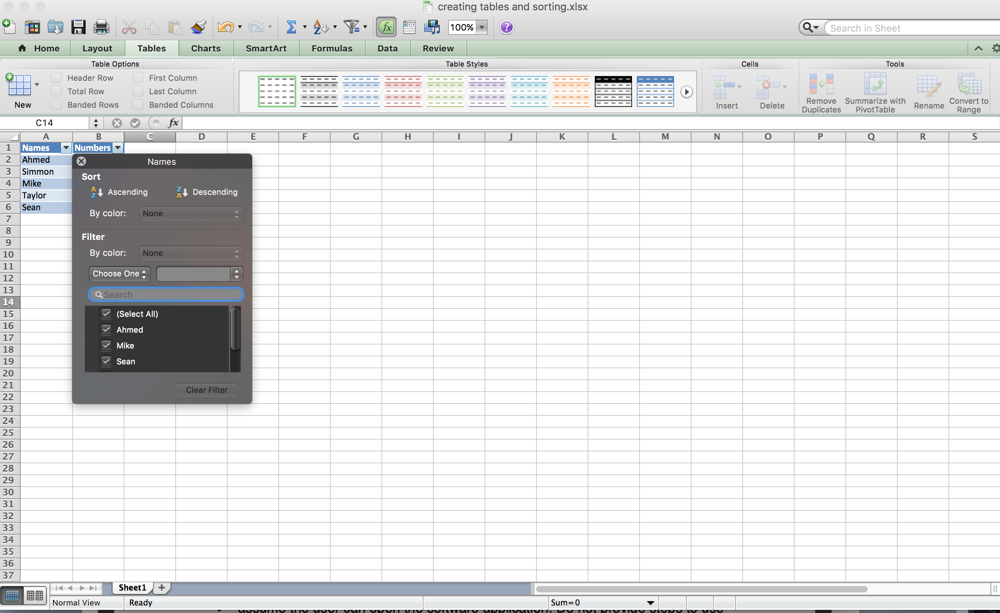 creating tables and sorting.xlsx
100%
Search in Sheet
Home Layout Tables Charts SmartArt Formulas Data Review
Table Options Table Styles Cells Tools
Header Row First Column
Total Row Last Column
Banded Rows Banded Columns
New Insert Delete Remove Duplicates Summarize with PivotTable Rename Convert to Range
C14 fx
A B C D E F G H I J K L M N O P Q R S
1 Names Numbers
2 Ahmed
3 Simmon
4 Mike
5 Taylor
6 Sean
7
8
9
10
11
12
13
14
15
16
17
18
19
20
21
22
23
24
25
26
27
28
29
30
31
32
33
34
35
36
37
Names
Sort
Ascending Descending
By color: None
Filter
By color: None
Choose One
Search
(Select All)
Ahmed
Mike
Sean
Clear Filter
Sheet1
Normal View Ready Sum=0
assume the user can open the software application. Do not provide steps to use